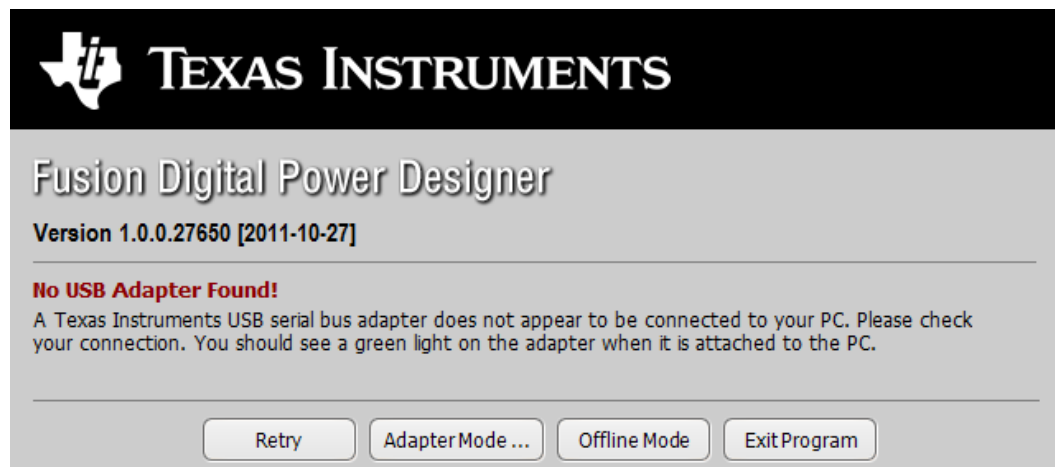 TEXAS INSTRUMENTS
Fusion Digital Power Designer
Version 1.0.0.27650 [2011-10-27]
No USB Adapter Found!
A Texas Instruments USB serial bus adapter does not appear to be connected to your PC. Please check
your connection. You should see a green light on the adapter when it is attached to the PC.
Retry Adapter Mode ... Offline Mode Exit Program